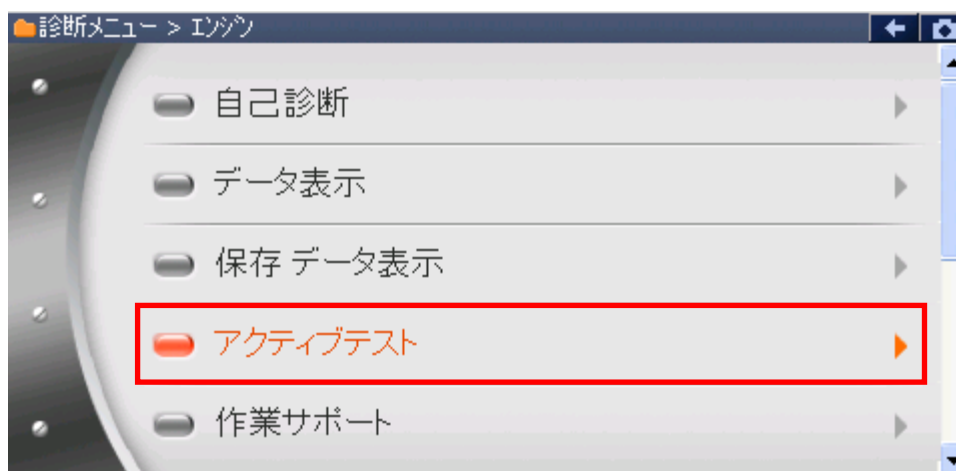 診断メニュー > エンジン
自己診断
データ表示
保存 データ表示
アクティブテスト
作業サポート